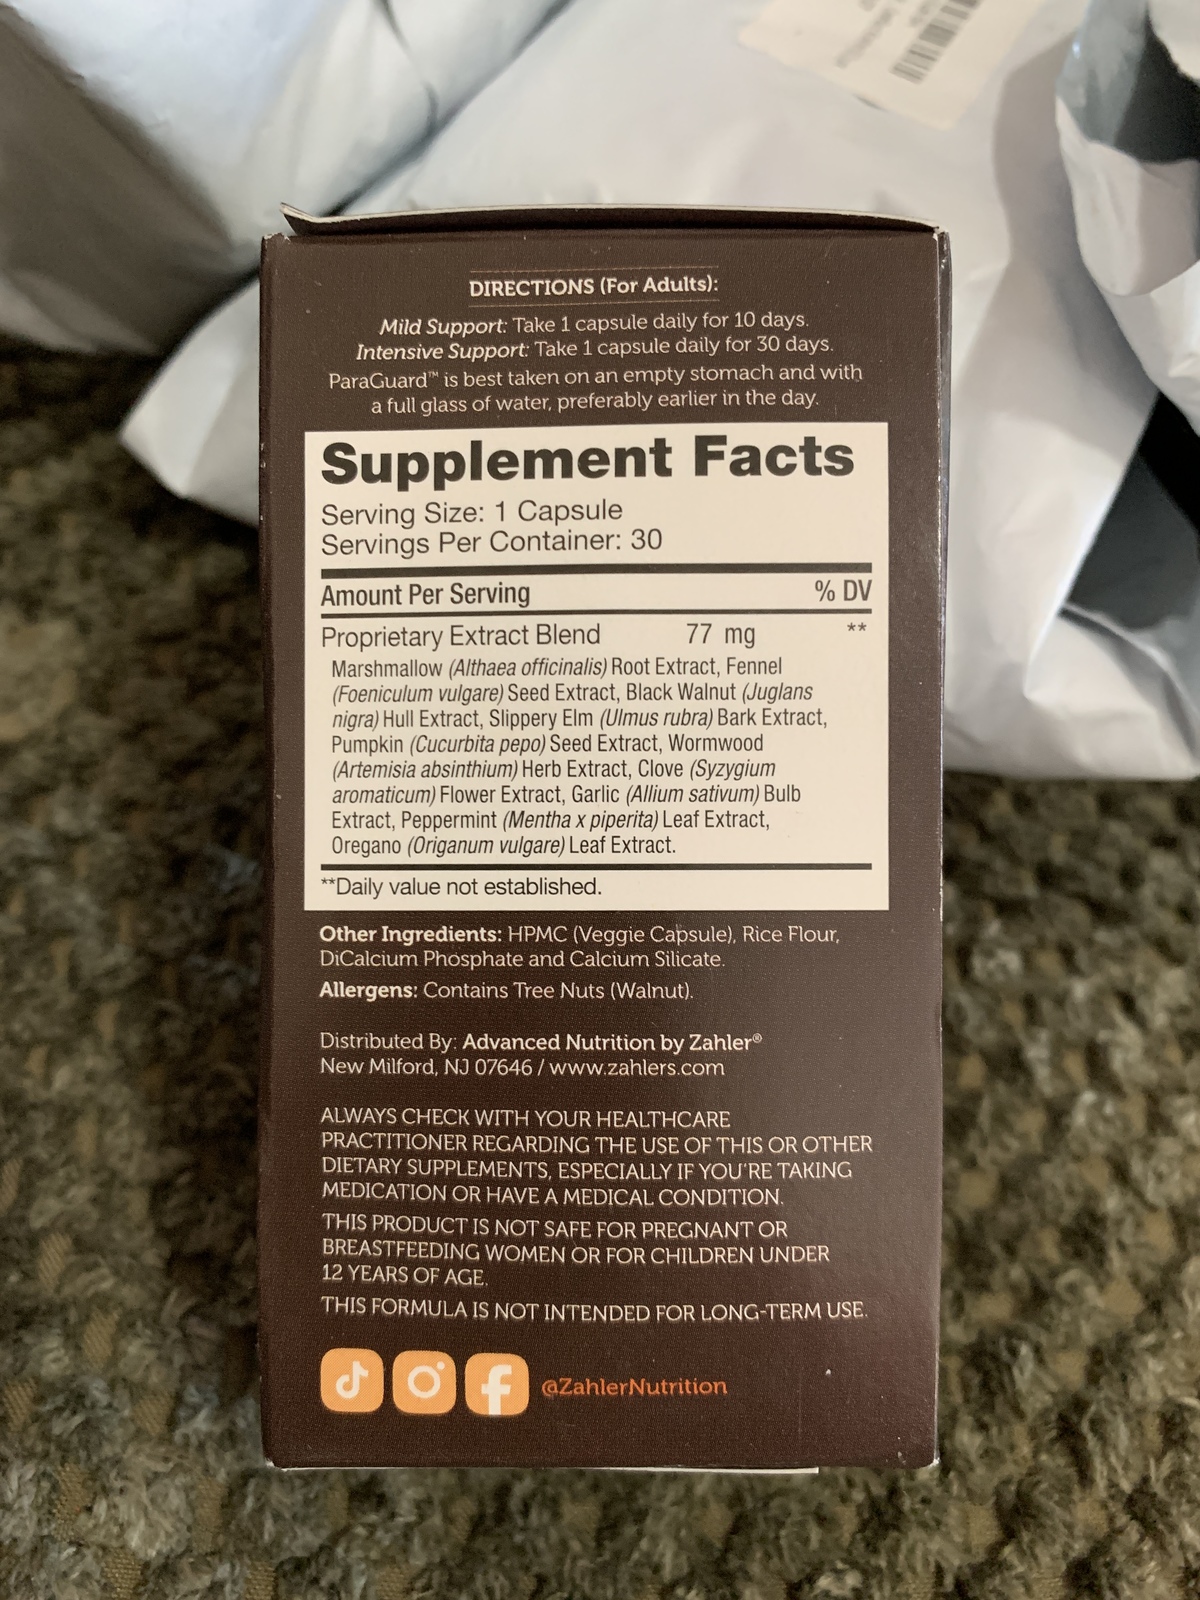 DIRECTIONS (For Adults):
Mild Support: Take 1 capsule daily for 10 days.
Intensive Support: Take 1 capsule daily for 30 days.
ParaGuard™ is best taken on an empty stomach and with
a full glass of water, preferably earlier in the day.
Supplement Facts
Serving Size: 1 Capsule
Servings Per Container: 30
Amount Per Serving % DV
Proprietary Extract Blend 77 mg **
Marshmallow (Althaea officinalis) Root Extract, Fennel
(Foeniculum vulgare) Seed Extract, Black Walnut (Juglans
nigra) Hull Extract, Slippery Elm (Ulmus rubra) Bark Extract,
Pumpkin (Cucurbita pepo) Seed Extract, Wormwood
(Artemisia absinthium) Herb Extract, Clove (Syzygium
aromaticum) Flower Extract, Garlic (Allium sativum) Bulb
Extract, Peppermint (Mentha x piperita) Leaf Extract,
Oregano (Origanum vulgare) Leaf Extract.
**Daily value not established.
Other Ingredients: HPMC (Veggie Capsule), Rice Flour,
DiCalcium Phosphate and Calcium Silicate.
Allergens: Contains Tree Nuts (Walnut).
Distributed By: Advanced Nutrition by Zahler®
New Milford, NJ 07646 / www.zahlers.com
ALWAYS CHECK WITH YOUR HEALTHCARE
PRACTITIONER REGARDING THE USE OF THIS OR OTHER
DIETARY SUPPLEMENTS, ESPECIALLY IF YOU'RE TAKING
MEDICATION OR HAVE A MEDICAL CONDITION.
THIS PRODUCT IS NOT SAFE FOR PREGNANT OR
BREASTFEEDING WOMEN OR FOR CHILDREN UNDER
12 YEARS OF AGE.
THIS FORMULA IS NOT INTENDED FOR LONG-TERM USE.
@ZahlerNutrition